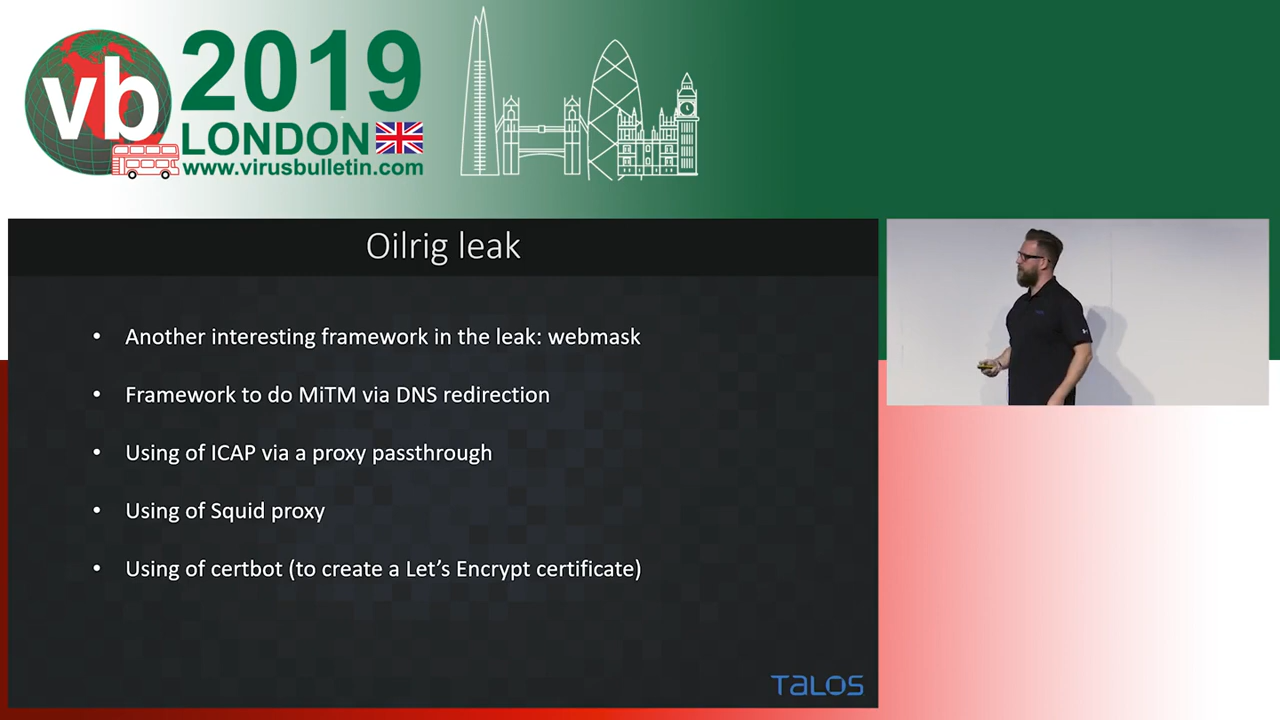 vb
2019
LONDON
www.virusbulletin.com
Oilrig leak
• Another interesting framework in the leak: webmask
• Framework to do MiTM via DNS redirection
• Using of ICAP via a proxy passthrough
• Using of Squid proxy
• Using of certbot (to create a Let’s Encrypt certificate)
TALOS